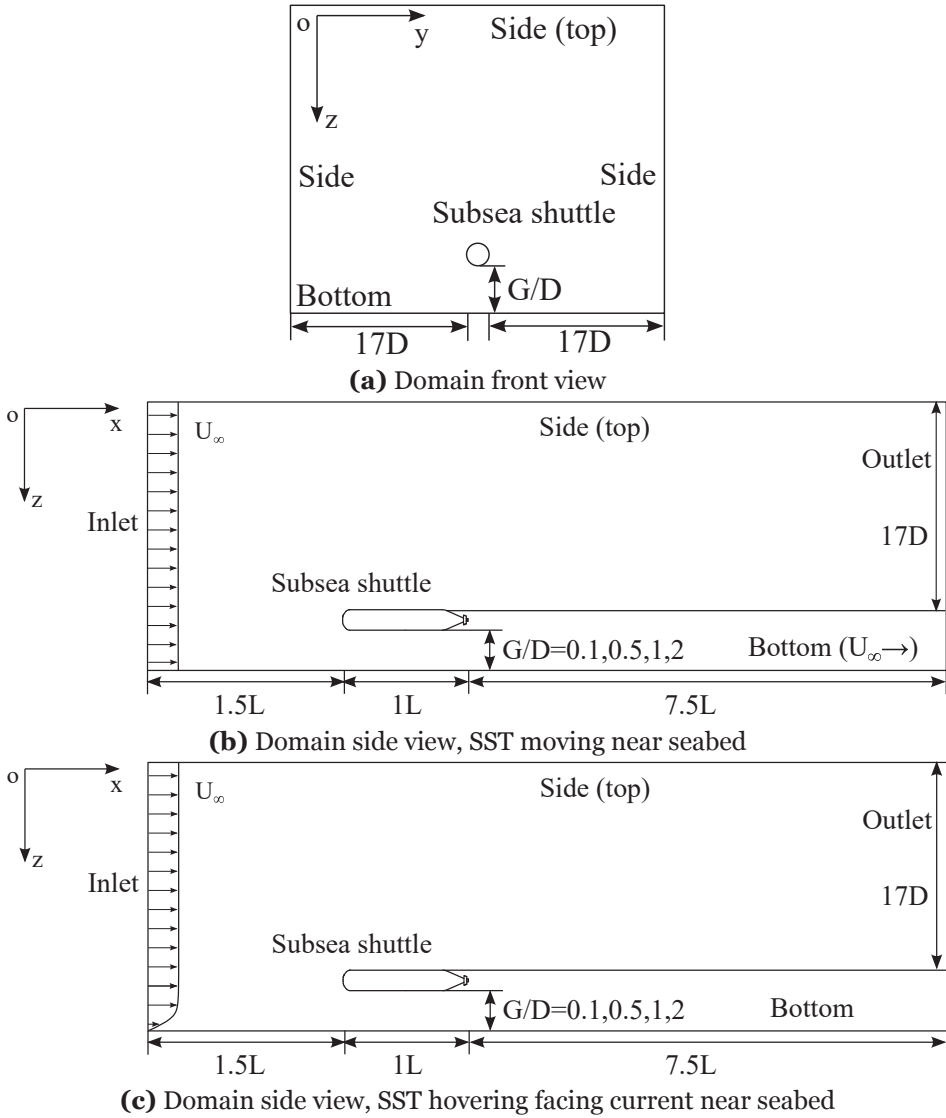 o
y
Side (top)
z
Side
Side
Subsea shuttle
G/D
Bottom
17D
17D
(a) Domain front view
o
x
U∞
Side (top)
Outlet
z
Inlet
17D
Subsea shuttle
G/D=0.1,0.5,1,2
Bottom (U∞→)
1.5L
1L
7.5L
(b) Domain side view, SST moving near seabed
o
x
U∞
Side (top)
Outlet
z
Inlet
17D
Subsea shuttle
G/D=0.1,0.5,1,2
Bottom
1.5L
1L
7.5L
(c) Domain side view, SST hovering facing current near seabed